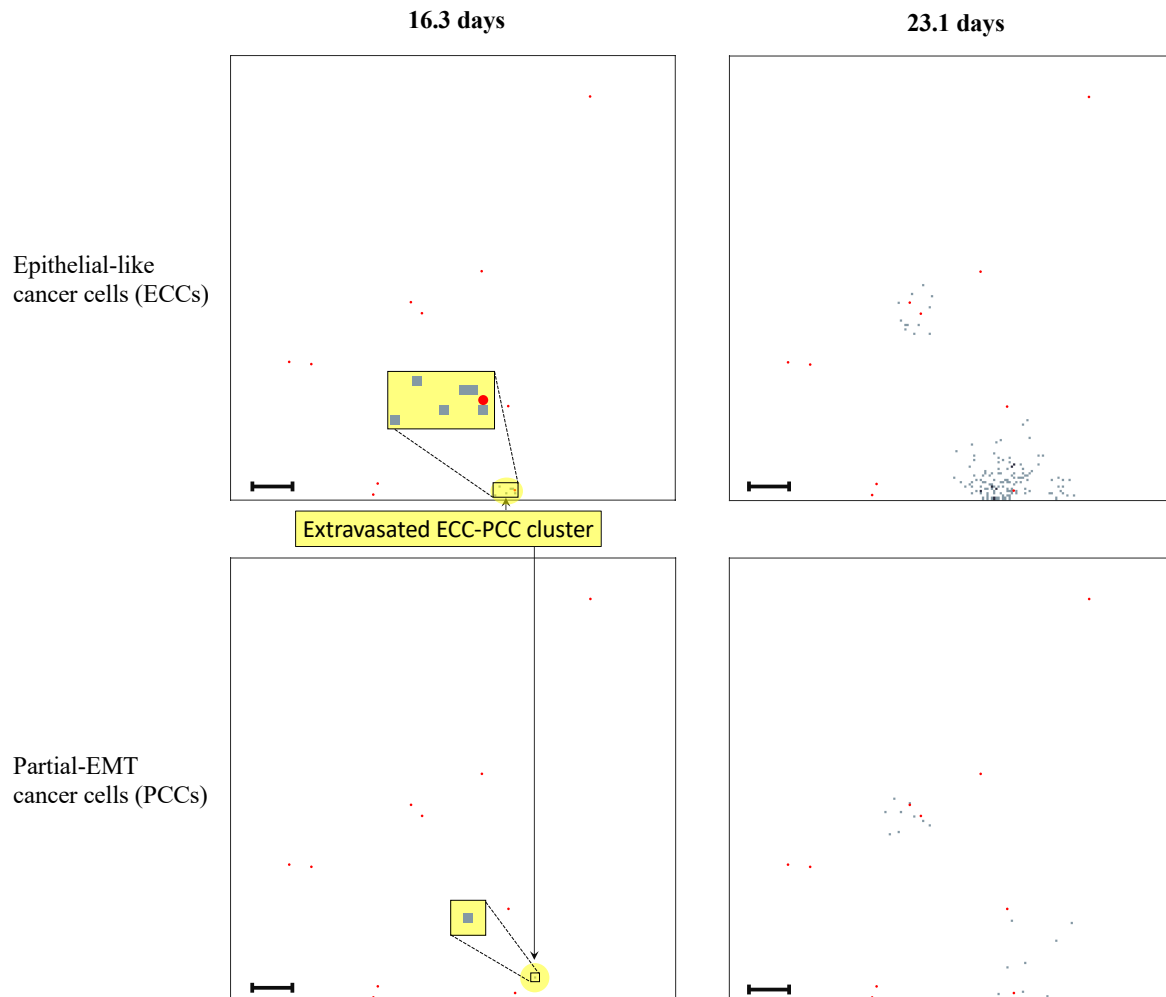 16.3 days
23.1 days
Epithelial-like
cancer cells (ECCs)
Extravasated ECC-PCC cluster
Partial-EMT
cancer cells (PCCs)